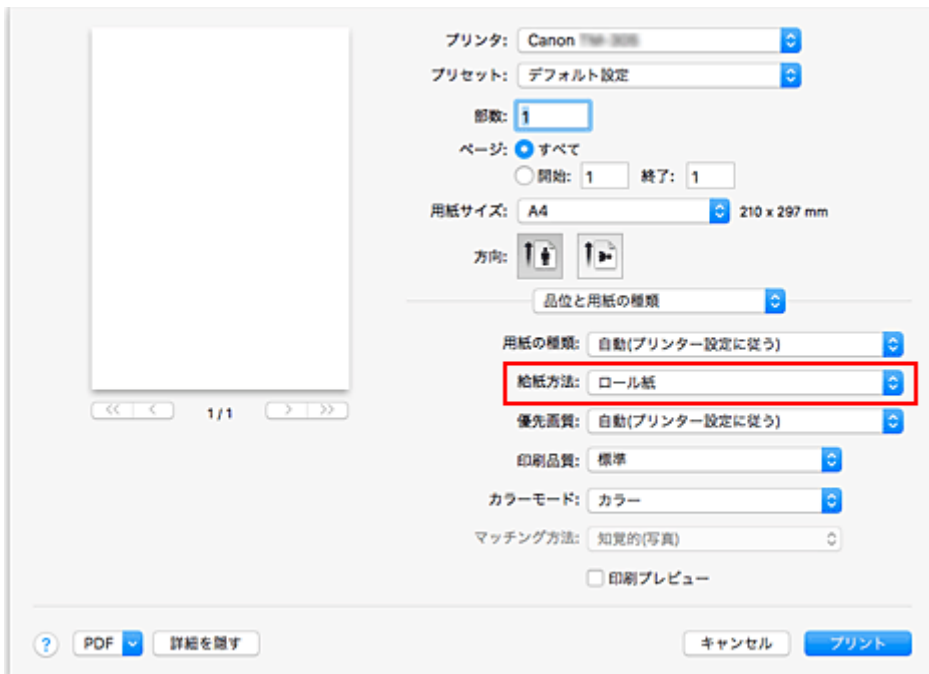 プリンタ: Canon
プリセット: デフォルト設定
部数: 1
ページ: すべて
開始: 1 終了: 1
用紙サイズ: A4 210 x 297 mm
方向:
品位と用紙の種類
用紙の種類: 自動(プリンター設定に従う)
給紙方法: ロール紙
<< < 1 / 1 > >>
優先画質: 自動(プリンター設定に従う)
印刷品質: 標準
カラーモード: カラー
マッチング方法: 知覚的(写真)
印刷プレビュー
? PDF 詳細を隠す キャンセル プリント